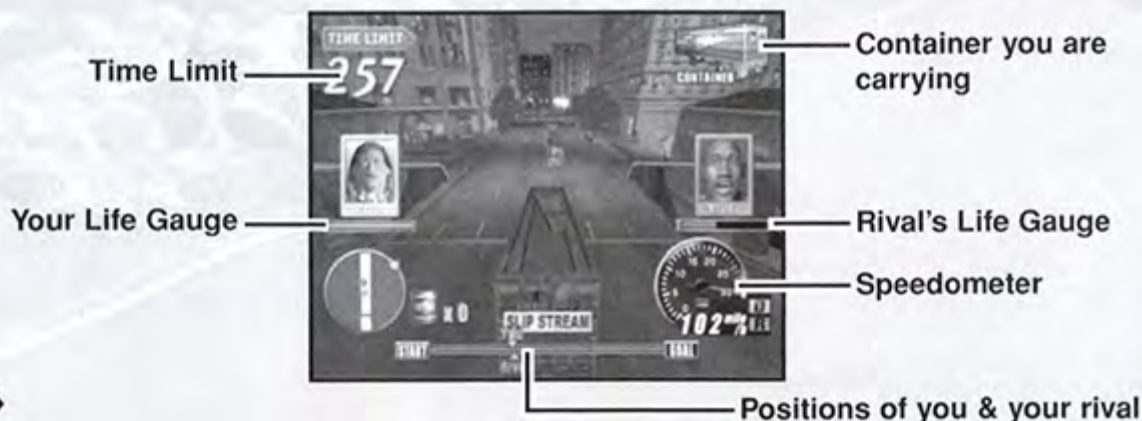 Time Limit
Your Life Gauge
TIME LIMIT
257
CONTAINER
x0
SLIP STREAM
START
GOAL
102
Container you are
carrying
Rival's Life Gauge
Speedometer
Positions of you & your rival